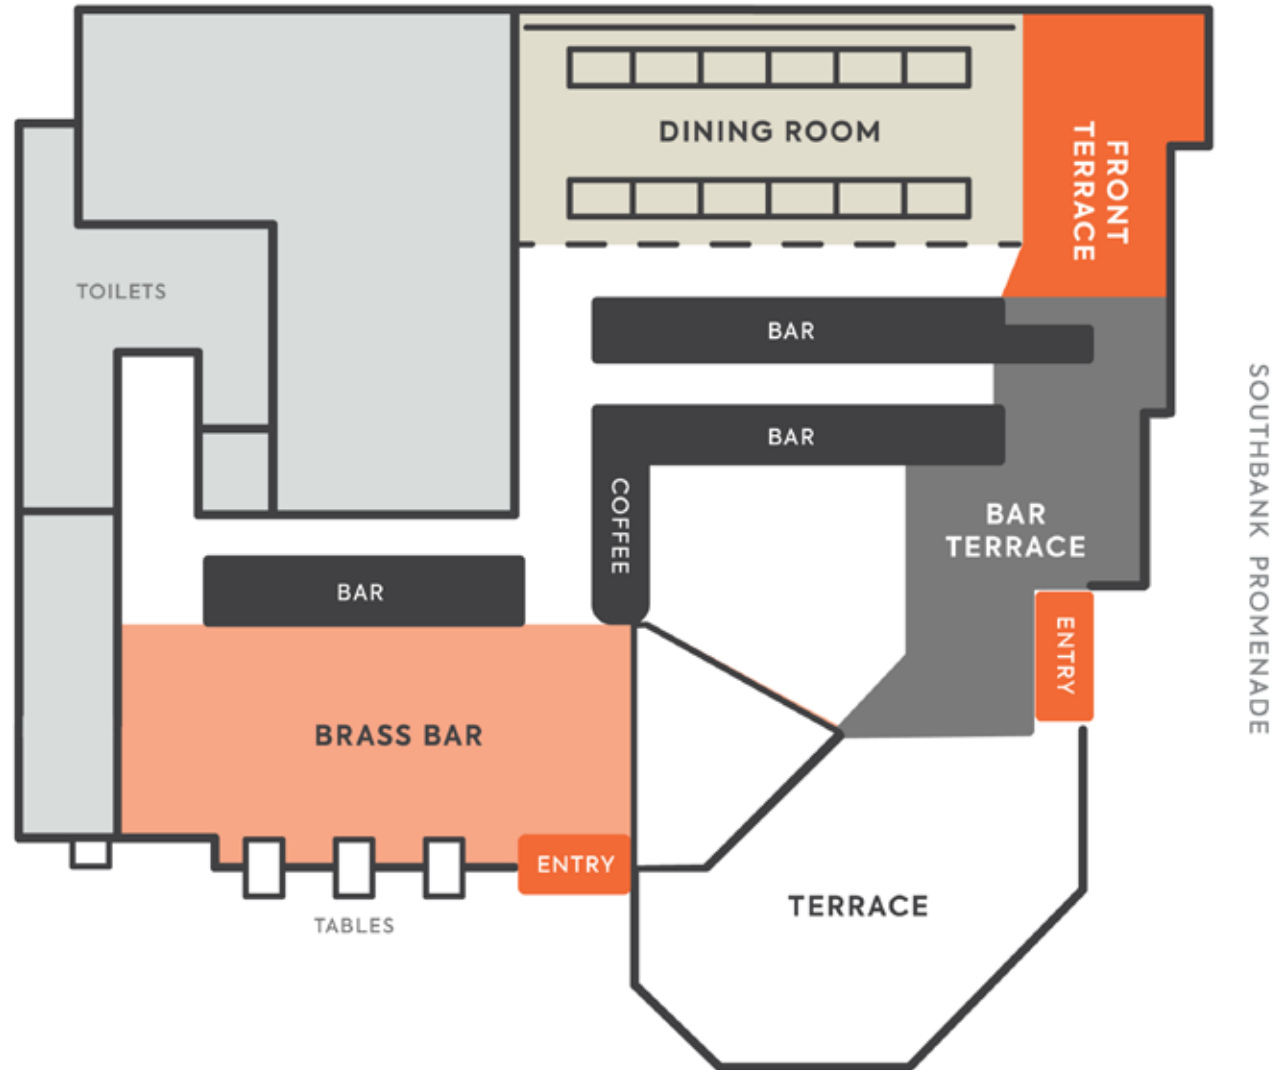 DINING ROOM
FRONT
TERRACE
TOILETS
BAR
BAR
COFFEE
SOUTHBANK PROMENADE
BAR
TERRACE
BAR
ENTRY
BRASS BAR
ENTRY
TERRACE
TABLES